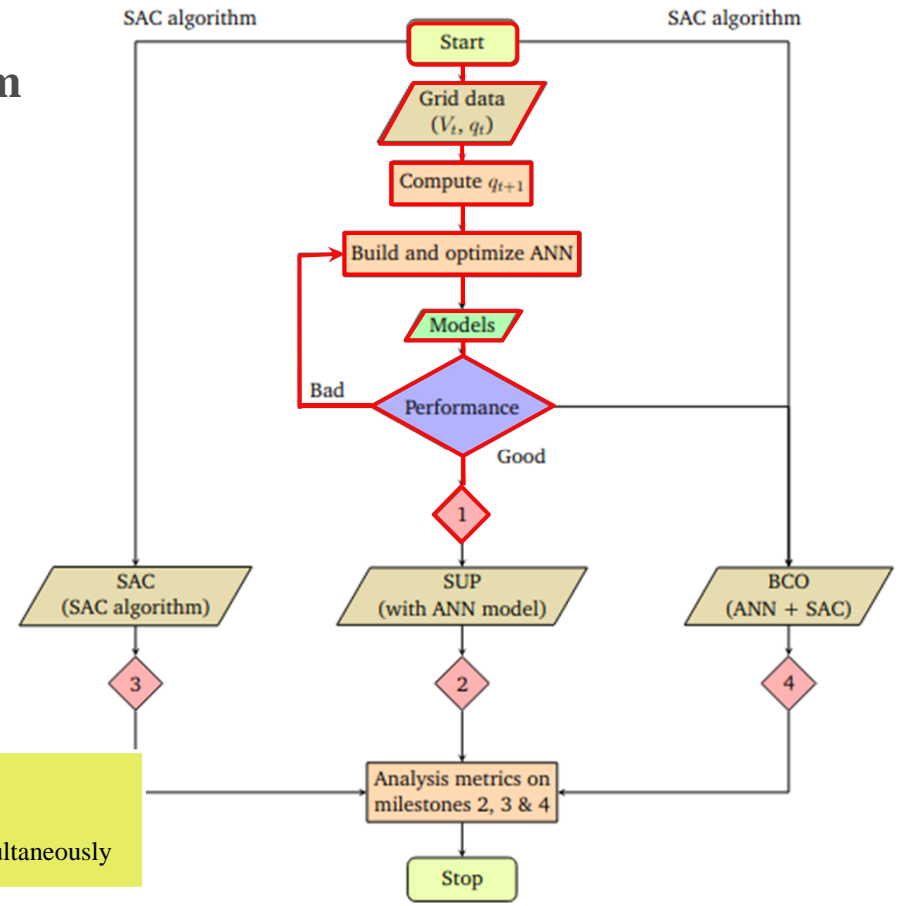 SAC algorithm
SAC algorithm
Start
m
Grid data
(Vₜ, qₜ)
Compute qₜ₊₁
Build and optimize ANN
Models
Bad
Performance
Good
1
SAC
(SAC algorithm)
SUP
(with ANN model)
BCO
(ANN + SAC)
3
2
4
Analysis metrics on
milestones 2, 3 & 4
ultaneously
Stop